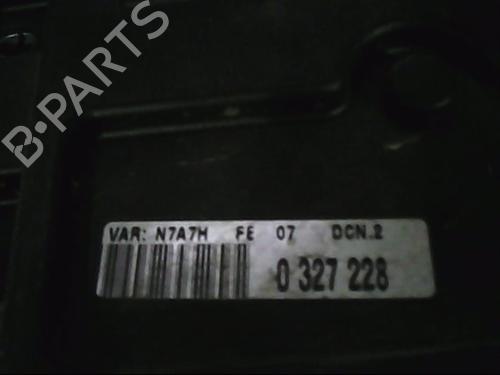 B-PARTS
VAR: N7A7H FE 07 DCN.2
0 327 228